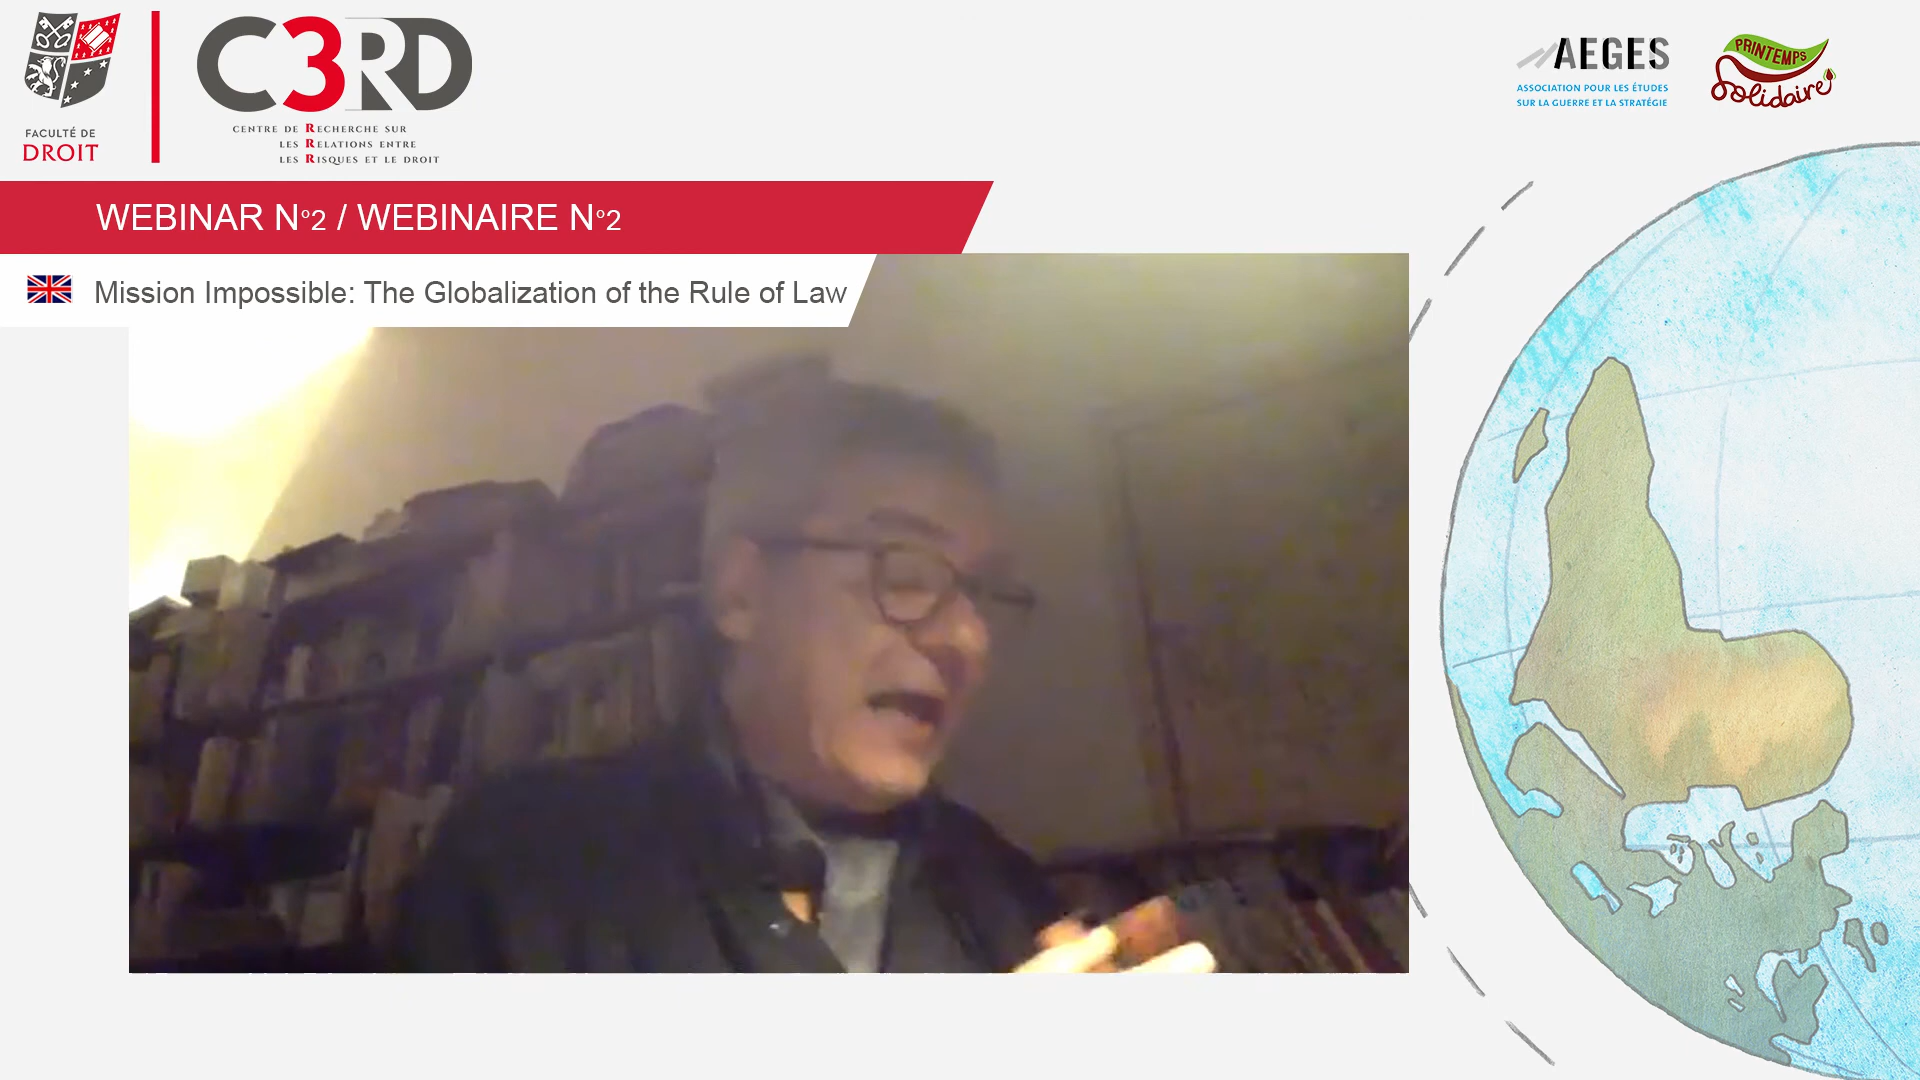 FACULTÉ DE
DROIT
C3RD
CENTRE DE RECHERCHE SUR
LES RELATIONS ENTRE
LES RISQUES ET LE DROIT
AEGES
ASSOCIATION POUR LES ÉTUDES
SUR LA GUERRE ET LA STRATÉGIE
PRINTEMPS
Solidaire
WEBINAR N°2 / WEBINAIRE N°2
Mission Impossible: The Globalization of the Rule of Law